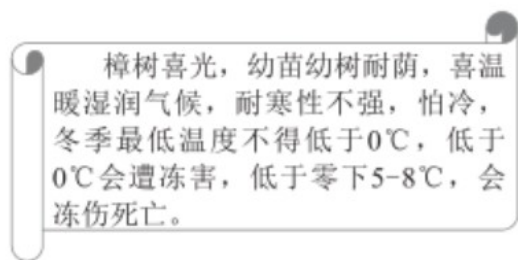 樟树喜光，幼苗幼树耐荫，喜温
暖湿润气候，耐寒性不强，怕冷，
冬季最低温度不得低于0℃，低于
0℃会遭冻害，低于零下5-8℃，会
冻伤死亡。